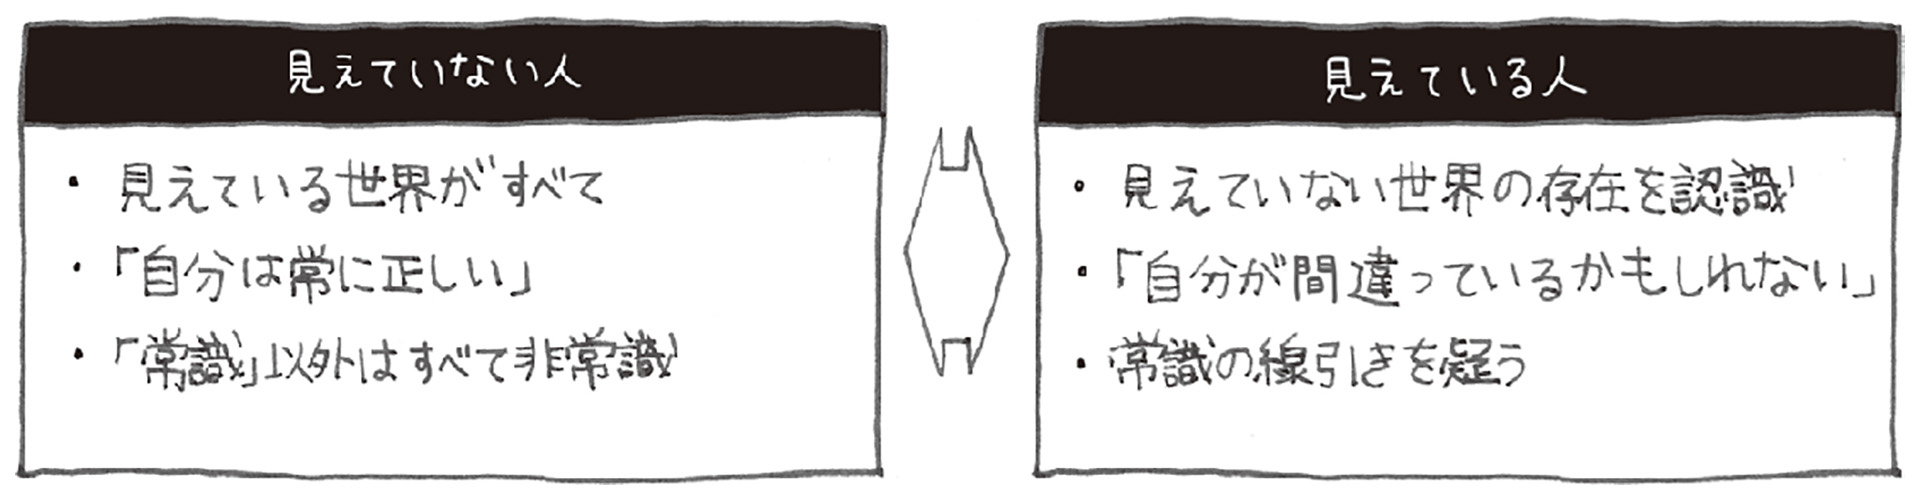 見えていない人
・見えている世界がすべて
・「自分は常に正しい」
・「常識」以外はすべて非常識
見えている人
・見えていない世界の存在を認識
・「自分が間違っているかもしれない」
・常識の線引きを疑う